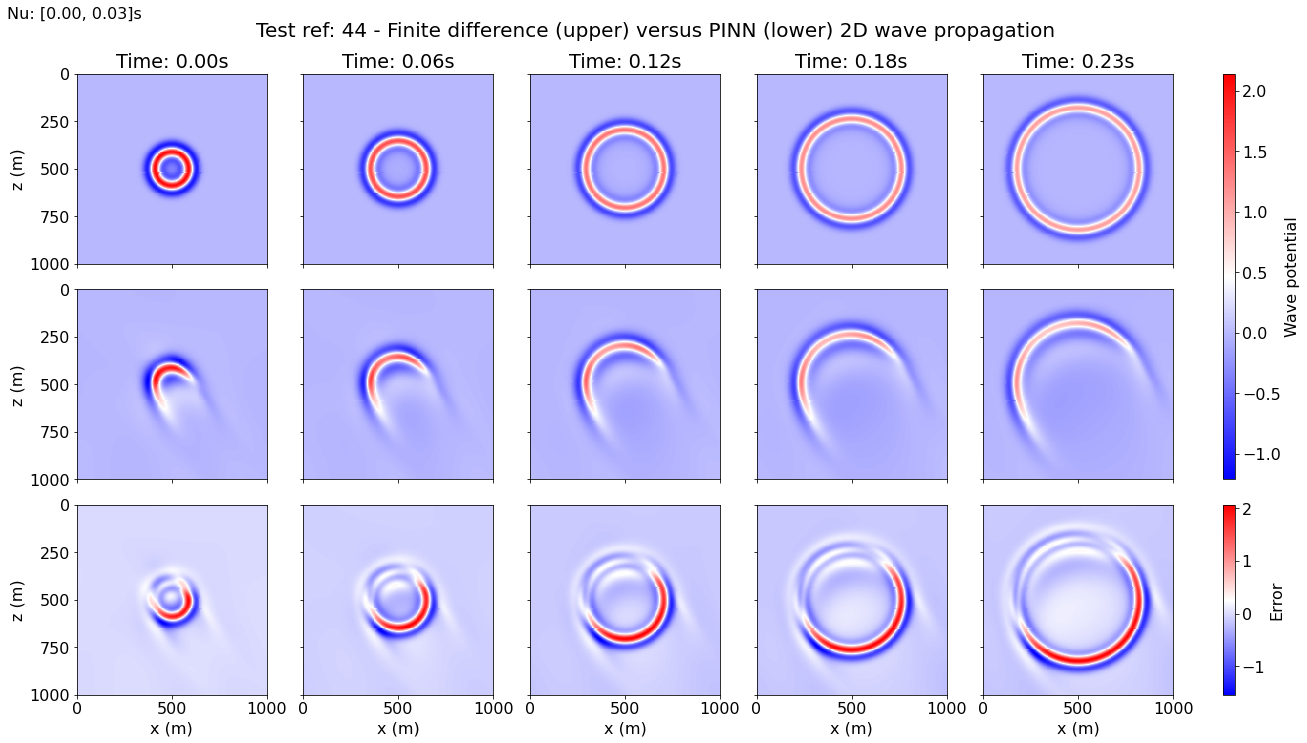 Nu: [0.00, 0.03]s
Test ref: 44 - Finite difference (upper) versus PINN (lower) 2D wave propagation
Time: 0.00s Time: 0.06s Time: 0.12s Time: 0.18s Time: 0.23s
0
250
500
750
1000
z (m)
2.0
1.5
1.0
0.5
0.0
−0.5
−1.0
Wave potential
0
250
500
750
1000
z (m)
0
250
500
750
1000
z (m)
2
1
0
−1
Error
0 500 1000 0 500 1000 0 500 1000 0 500 1000 0 500 1000
x (m) x (m) x (m) x (m) x (m)